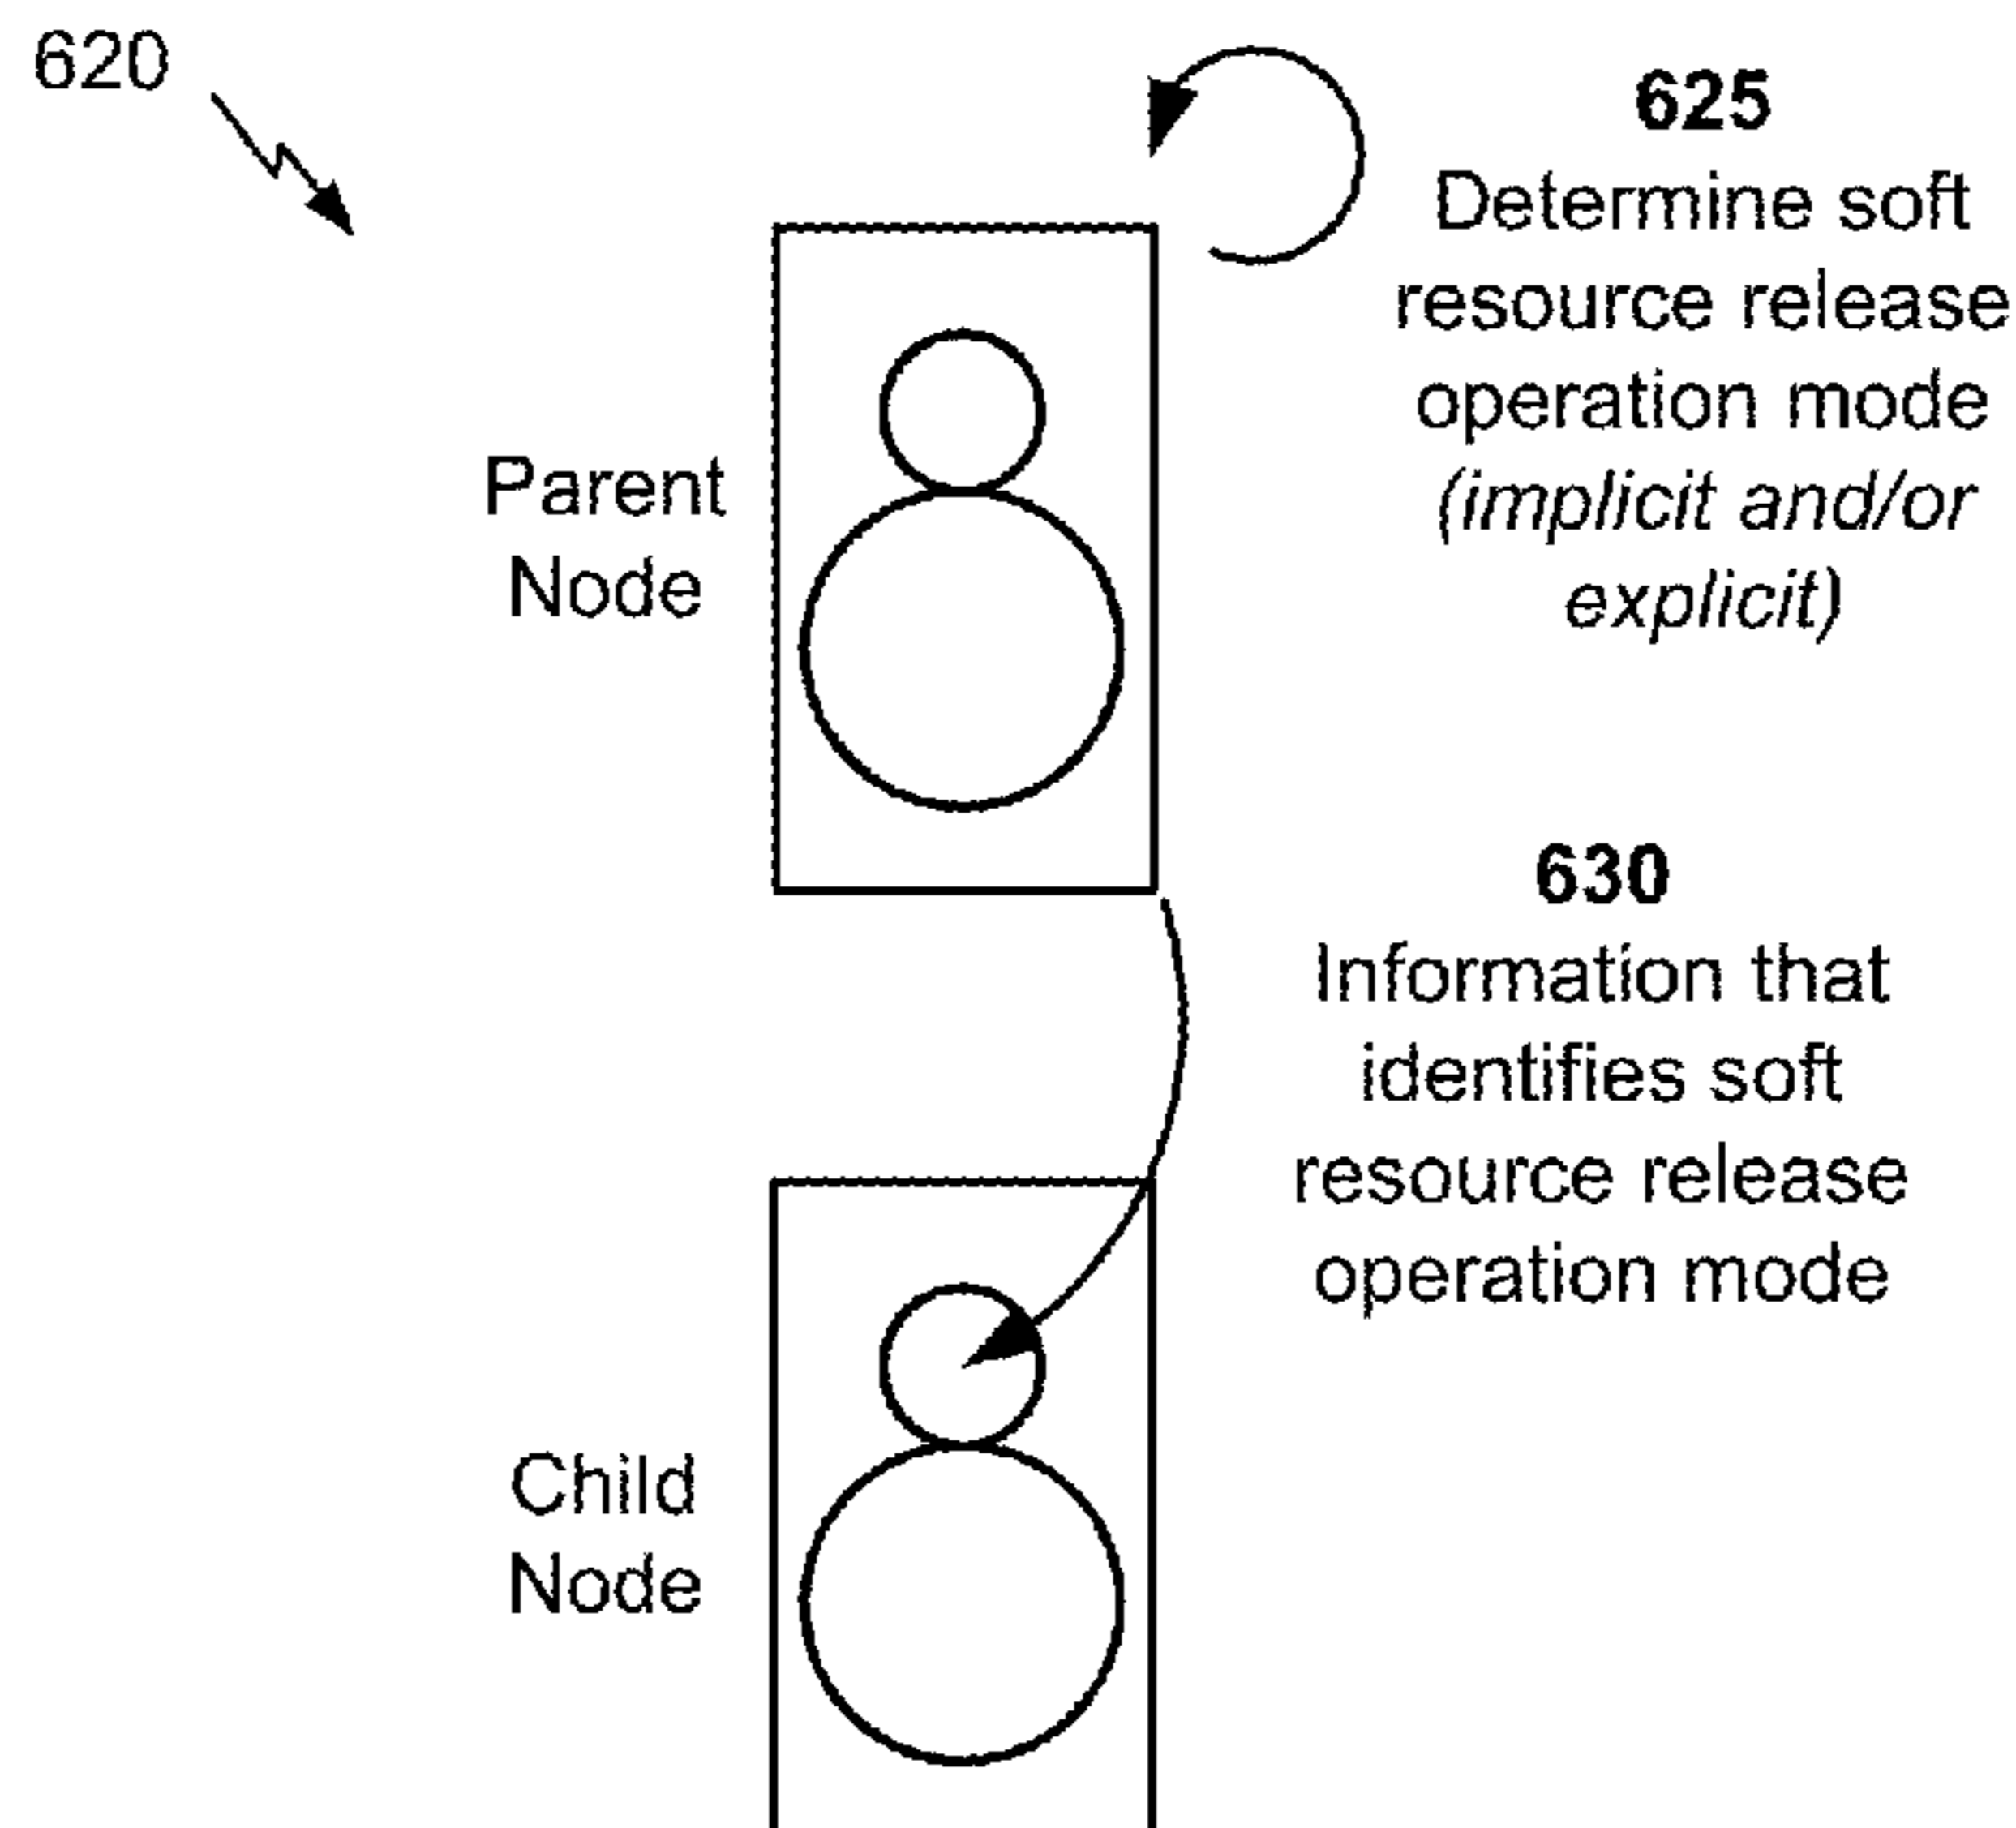 620
625
Determine soft
resource release
operation mode
(implicit and/or
explicit)
Parent
Node
630
Information that
identifies soft
resource release
operation mode
Child
Node